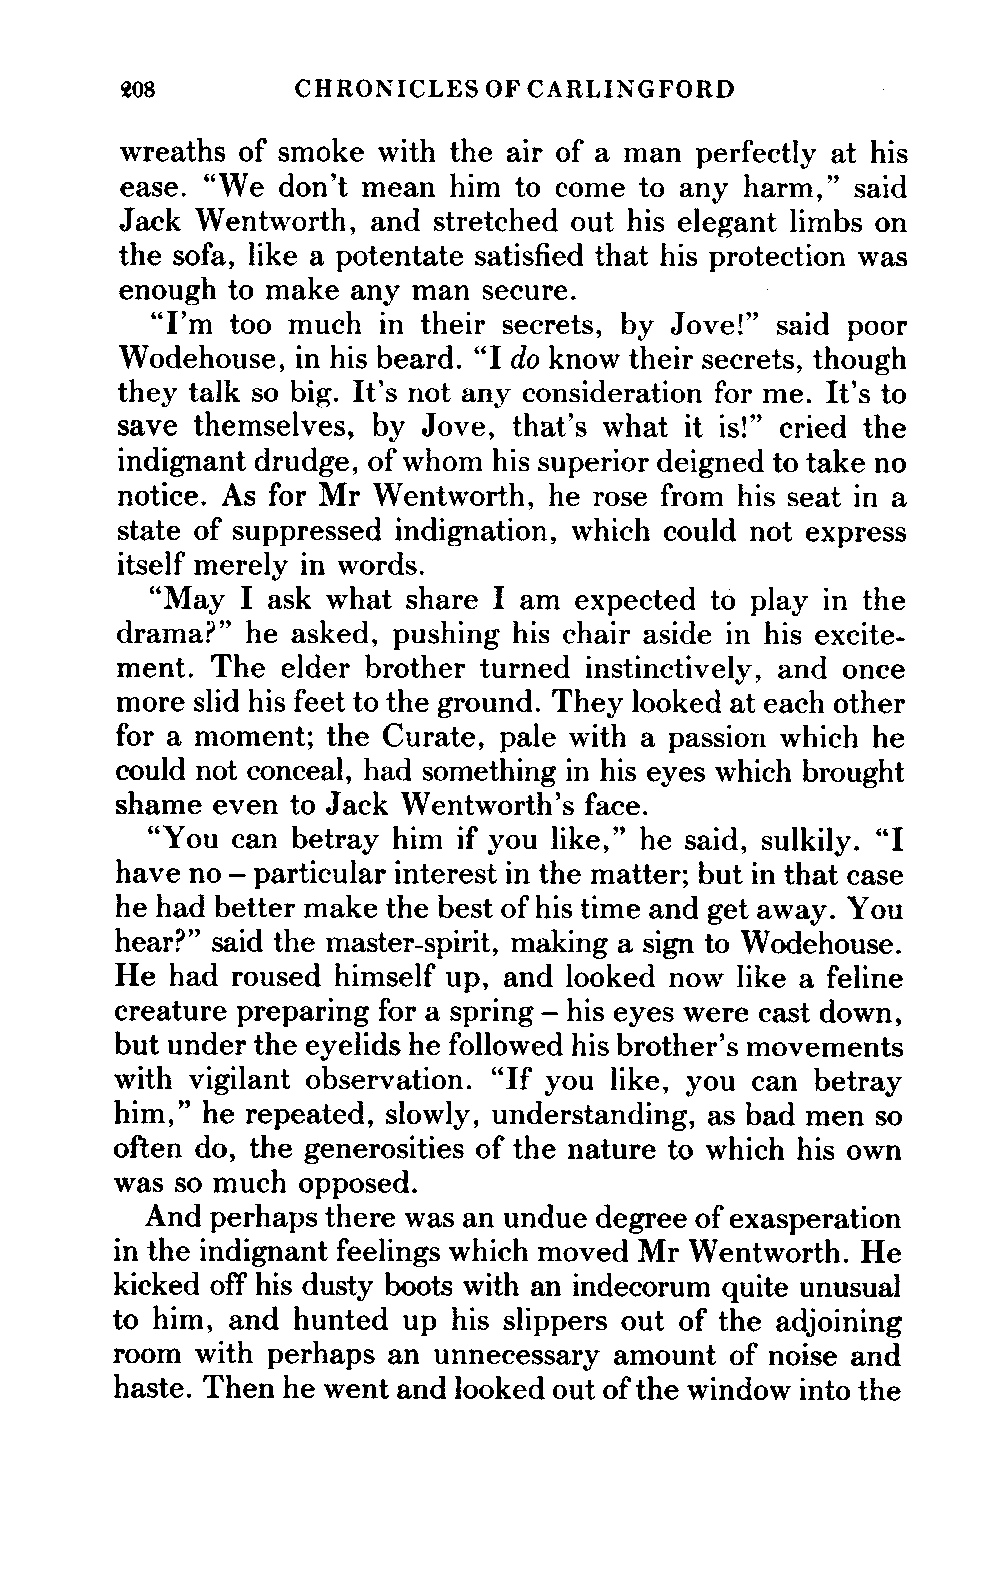 208 CHRONICLES OF CARLINGFORD
wreaths of smoke with the air of a man perfectly at his
ease. “We don’t mean him to come to any harm,” said
Jack Wentworth, and stretched out his elegant limbs on
the sofa, like a potentate satisfied that his protection was
enough to make any man secure.
“I’m too much in their secrets, by Jove!” said poor
Wodehouse, in his beard. “I do know their secrets, though
they talk so big. It’s not any consideration for me. It’s to
save themselves, by Jove, that’s what it is!” cried the
indignant drudge, of whom his superior deigned to take no
notice. As for Mr Wentworth, he rose from his seat in a
state of suppressed indignation, which could not express
itself merely in words.
“May I ask what share I am expected to play in the
drama?” he asked, pushing his chair aside in his excite-
ment. The elder brother turned instinctively, and once
more slid his feet to the ground. They looked at each other
for a moment; the Curate, pale with a passion which he
could not conceal, had something in his eyes which brought
shame even to Jack Wentworth’s face.
“You can betray him if you like,” he said, sulkily. “I
have no – particular interest in the matter; but in that case
he had better make the best of his time and get away. You
hear?” said the master-spirit, making a sign to Wodehouse.
He had roused himself up, and looked now like a feline
creature preparing for a spring – his eyes were cast down,
but under the eyelids he followed his brother’s movements
with vigilant observation. “If you like, you can betray
him,” he repeated, slowly, understanding, as bad men so
often do, the generosities of the nature to which his own
was so much opposed.
And perhaps there was an undue degree of exasperation
in the indignant feelings which moved Mr Wentworth. He
kicked off his dusty boots with an indecorum quite unusual
to him, and hunted up his slippers out of the adjoining
room with perhaps an unnecessary amount of noise and
haste. Then he went and looked out of the window into the